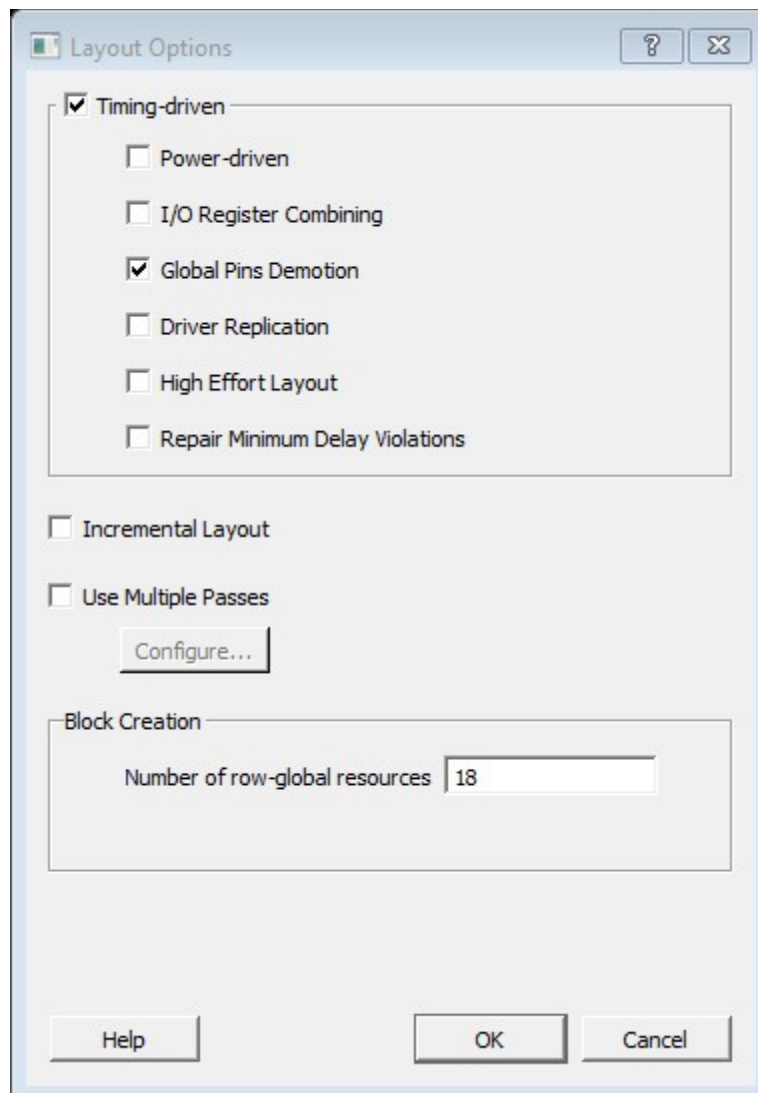 Layout Options
Timing-driven
Power-driven
I/O Register Combining
Global Pins Demotion
Driver Replication
High Effort Layout
Repair Minimum Delay Violations
Incremental Layout
Use Multiple Passes
Configure...
Block Creation
Number of row-global resources 18
Help OK Cancel